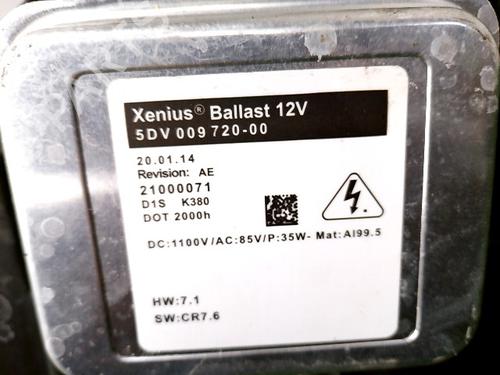 Xenius® Ballast 12V
5DV 009 720-00
20.01.14
Revision: AE
21000071
D1S K380
DOT 2000h
DC:1100V/AC:85V/P:35W- Mat:Al99.5
HW:7.1
SW:CR7.6